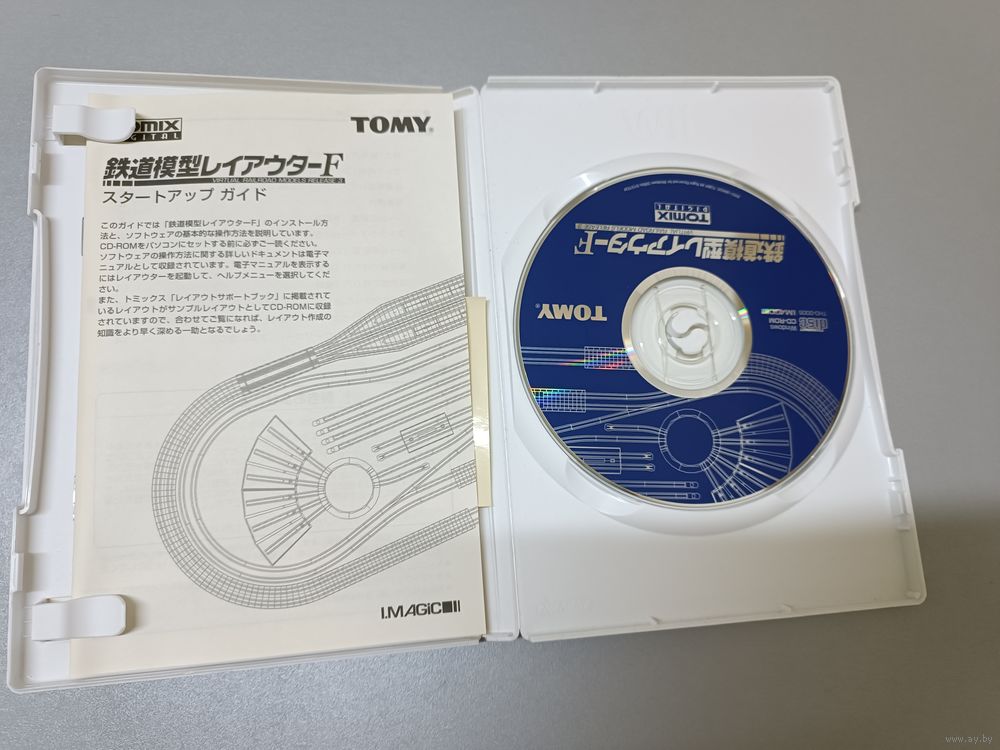 TOMIX
DIGITAL
TOMY
鉄道模型レイアウターF
VIRTUAL RAILROAD MODELS RELEASE 3
スタートアップ ガイド
このガイドでは「鉄道模型レイアウターF」のインストール方
法と、ソフトウェアの基本的な操作方法を説明しています。
CD-ROMをパソコンにセットする前に必ずご一読ください。
ソフトウェアの操作方法に関する詳しいドキュメントは電子マ
ニュアルとして収録されています。電子マニュアルを表示する
にはレイアウターを起動して、ヘルプメニューを選択してくだ
さい。
また、トミックス「レイアウトサポートブック」に掲載されて
いるレイアウトがサンプルレイアウトとしてCD-ROMに収録
されていますので、合わせてご覧になれば、レイアウト作成の
知識をより早く深める一助となるでしょう。
I.MAGIC
TOMIX
DIGITAL
鉄道模型レイアウターF
VIRTUAL RAILROAD MODELS RELEASE 3
TOMY
disc
Windows
CD-ROM
I.MAGIC
www.ay.by